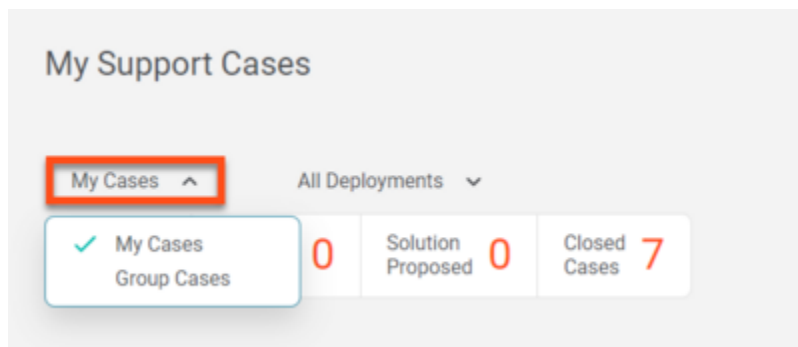 My Support Cases
My Cases
All Deployments
My Cases
Group Cases
0
Solution
Proposed
0
Closed
Cases
7